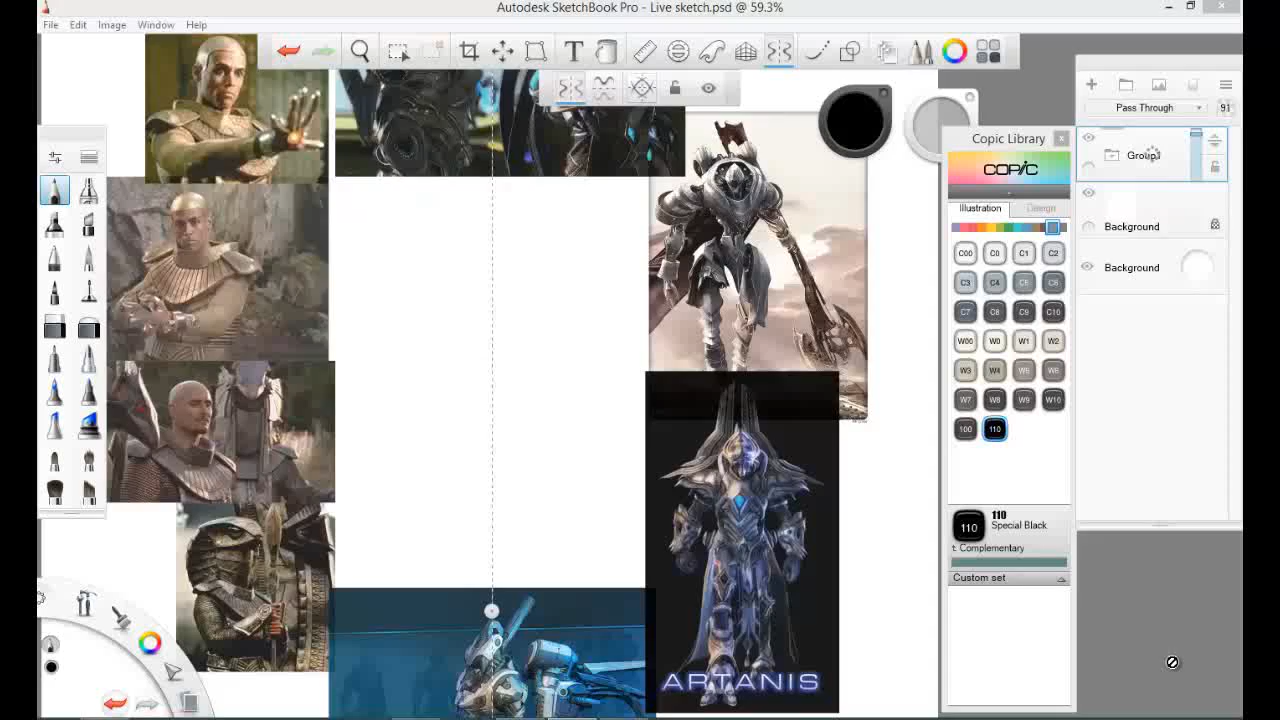 Autodesk SketchBook Pro - Live sketch.psd @ 59.3%
File Edit Image Window Help
T
Pass Through
91
Copic Library x
COPIC
Illustration Design
Group1
Background
Background
C00 C0 C1 C2
C3 C4 C5 C6
C7 C8 C9 C10
W00 W0 W1 W2
W3 W4 W5 W6
W7 W8 W9 W10
100 110
110 110
Special Black
t: Complementary
Custom set
ARTANIS